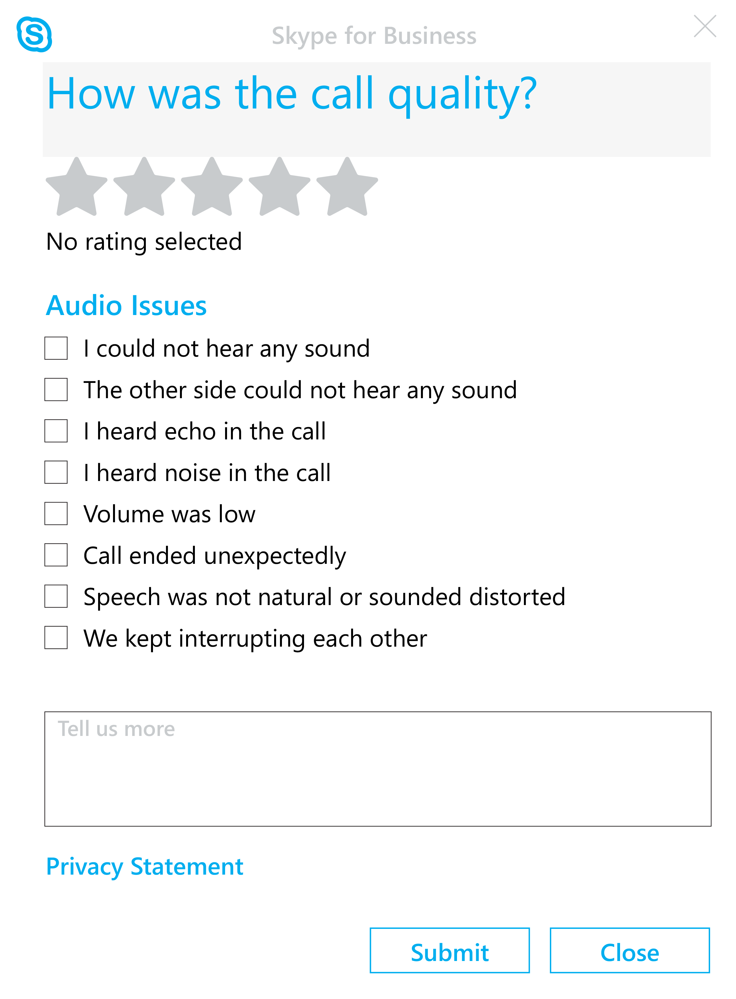 Skype for Business
How was the call quality?
No rating selected
Audio Issues
I could not hear any sound
The other side could not hear any sound
I heard echo in the call
I heard noise in the call
Volume was low
Call ended unexpectedly
Speech was not natural or sounded distorted
We kept interrupting each other
Tell us more
Privacy Statement
Submit
Close